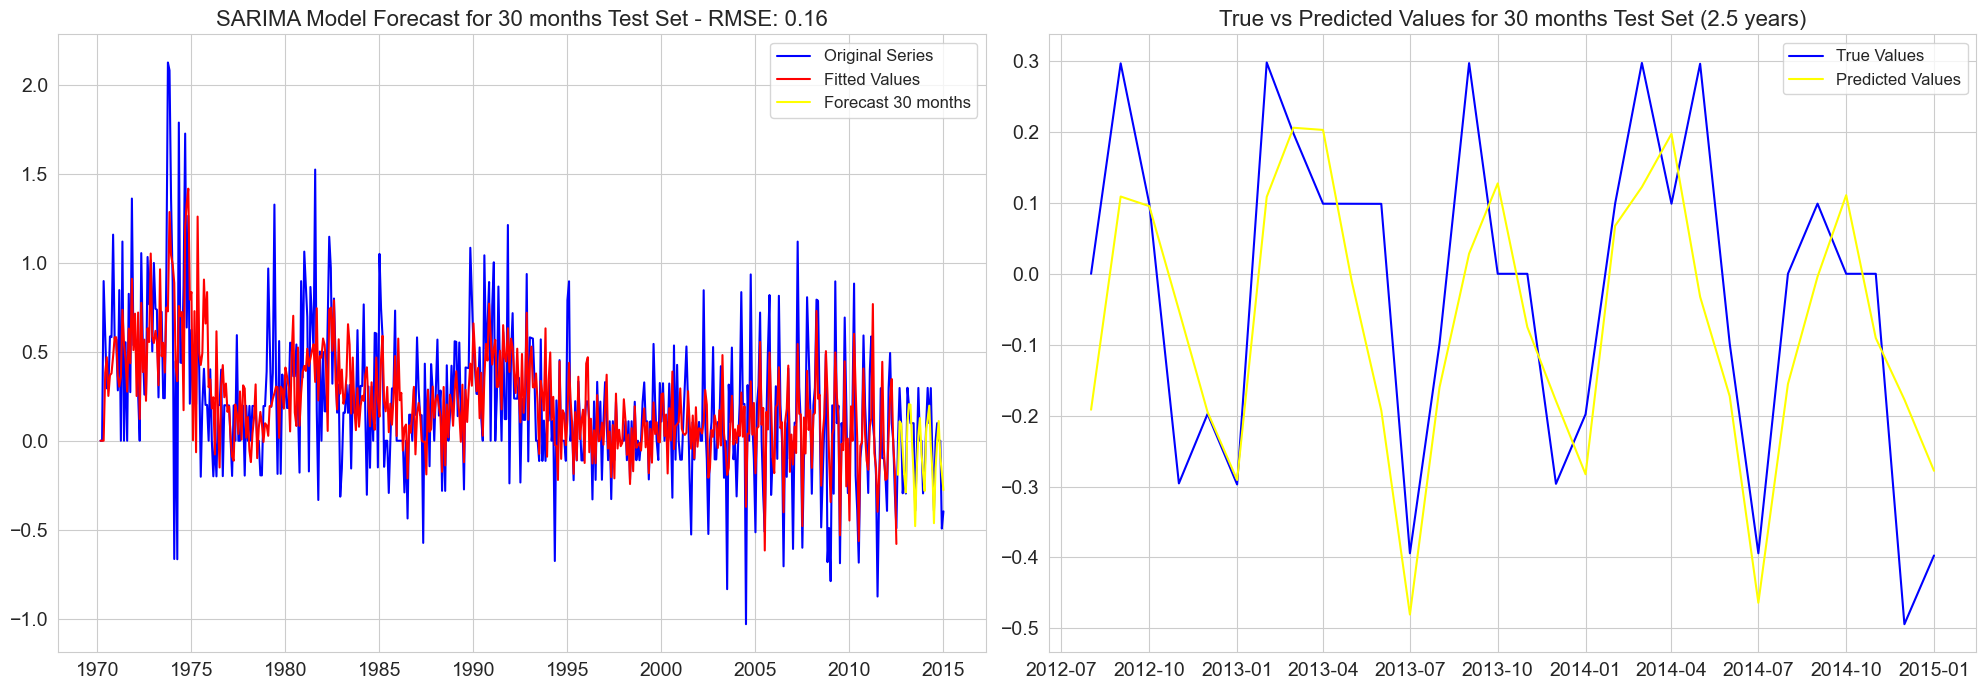 SARIMA Model Forecast for 30 months Test Set - RMSE: 0.16
Original Series
Fitted Values
Forecast 30 months
2.0
1.5
1.0
0.5
0.0
−0.5
−1.0
1970 1975 1980 1985 1990 1995 2000 2005 2010 2015
True vs Predicted Values for 30 months Test Set (2.5 years)
True Values
Predicted Values
0.3
0.2
0.1
0.0
−0.1
−0.2
−0.3
−0.4
−0.5
2012-07 2012-10 2013-01 2013-04 2013-07 2013-10 2014-01 2014-04 2014-07 2014-10 2015-01